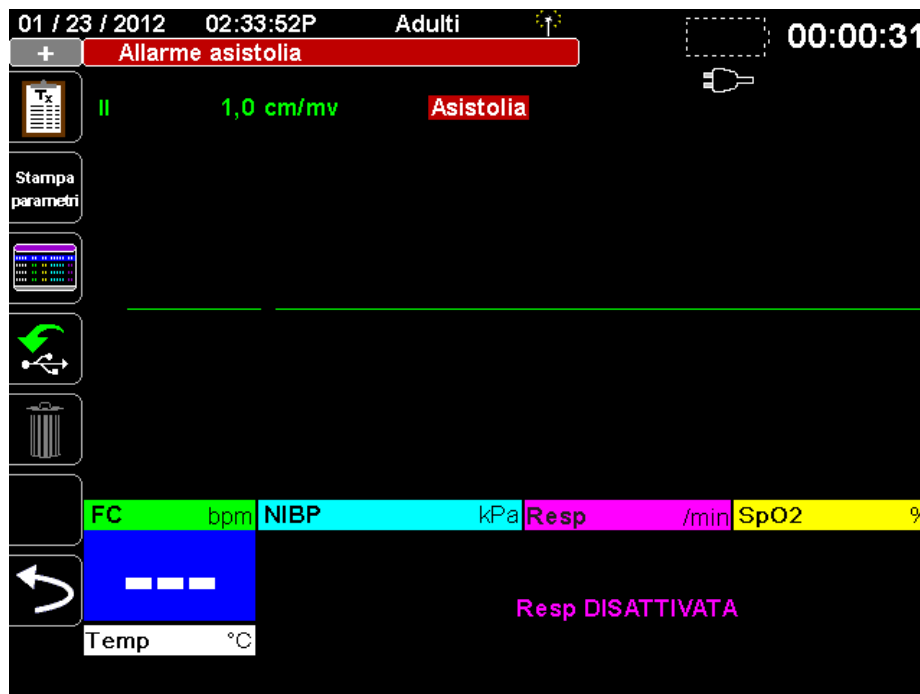 01 / 23 / 2012 02:33:52P Adulti 00:00:31
+ Allarme asistolia
Tx
II 1,0 cm/mv Asistolia
Stampa
parametri
FC bpm NIBP kPa Resp /min SpO2 %
--- Resp DISATTIVATA
Temp °C